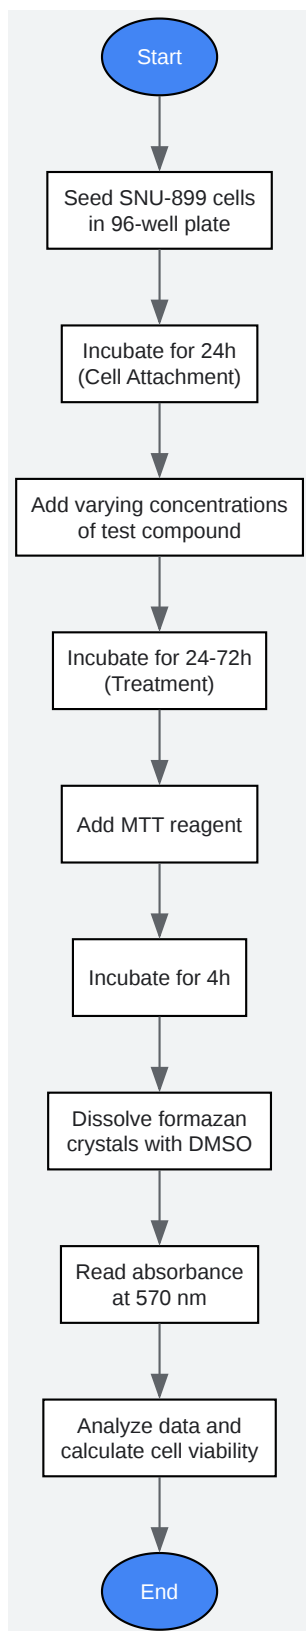 Start
Seed SNU-899 cells
in 96-well plate
Incubate for 24h
(Cell Attachment)
Add varying concentrations
of test compound
Incubate for 24-72h
(Treatment)
Add MTT reagent
Incubate for 4h
Dissolve formazan
crystals with DMSO
Read absorbance
at 570 nm
Analyze data and
calculate cell viability
End